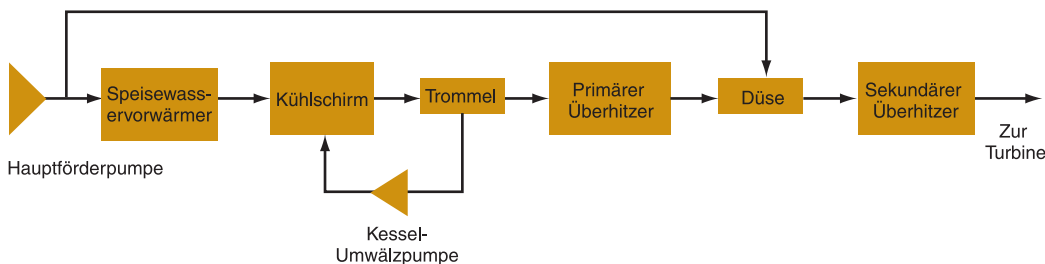 Hauptförderpumpe
Speisewass-
ervorwärmer
Kühlschirm
Trommel
Kessel-
Umwälzpumpe
Primärer
Überhitzer
Düse
Sekundärer
Überhitzer
Zur
Turbine